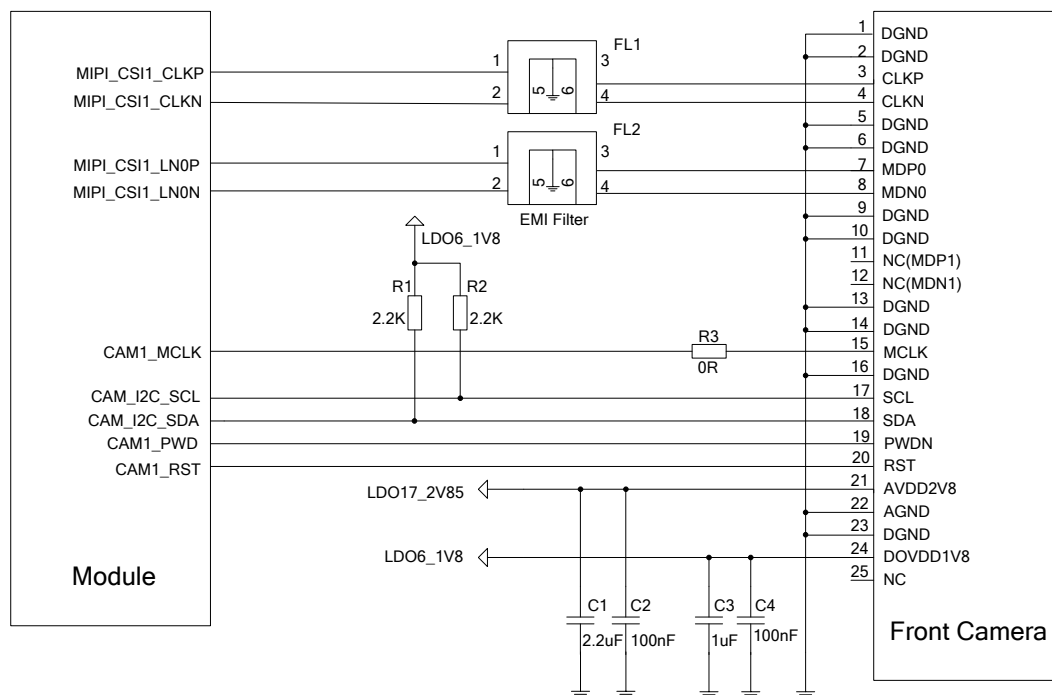 MIPI_CSI1_CLKP
MIPI_CSI1_CLKN
MIPI_CSI1_LN0P
MIPI_CSI1_LN0N
CAM1_MCLK
CAM_I2C_SCL
CAM_I2C_SDA
CAM1_PWD
CAM1_RST
Module
FL1
1
2
3
4
5
6
FL2
1
2
3
4
5
6
EMI Filter
LDO6_1V8
R1
2.2K
R2
2.2K
R3
0R
LDO17_2V85
LDO6_1V8
C1
2.2uF
C2
100nF
C3
1uF
C4
100nF
1 DGND
2 DGND
3 CLKP
4 CLKN
5 DGND
6 DGND
7 MDP0
8 MDN0
9 DGND
10 DGND
11 NC(MDP1)
12 NC(MDN1)
13 DGND
14 DGND
15 MCLK
16 DGND
17 SCL
18 SDA
19 PWDN
20 RST
21 AVDD2V8
22 AGND
23 DGND
24 DOVDD1V8
25 NC
Front Camera